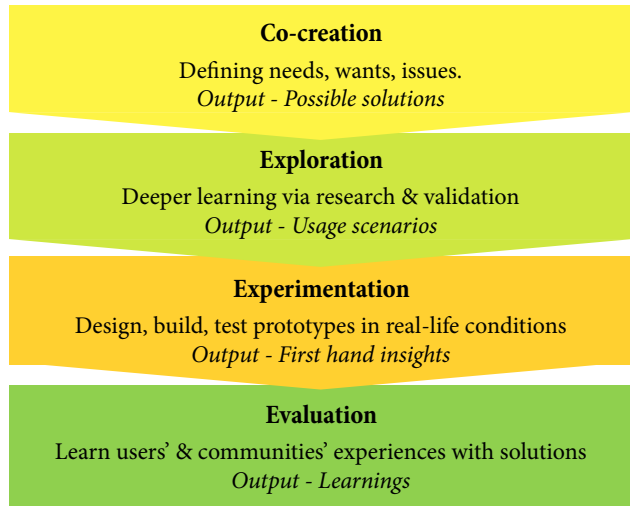 Co-creation
Defining needs, wants, issues.
Output - Possible solutions
Exploration
Deeper learning via research & validation
Output - Usage scenarios
Experimentation
Design, build, test prototypes in real-life conditions
Output - First hand insights
Evaluation
Learn users’ & communities’ experiences with solutions
Output - Learnings